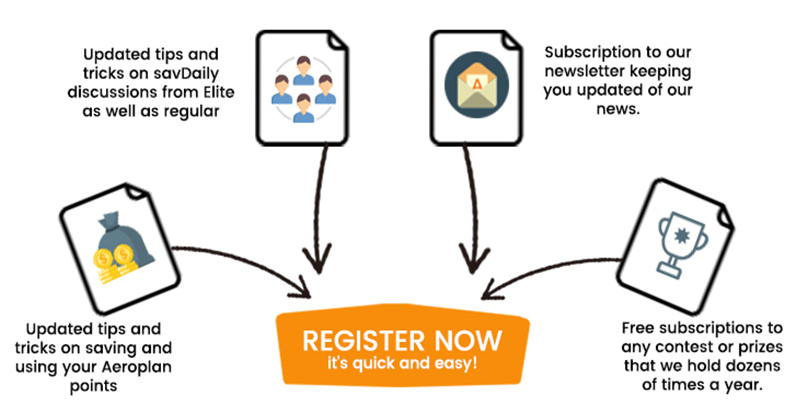 Updated tips and
tricks on savDaily
discussions from Elite
as well as regular
Subscription to our
newsletter keeping
you updated of our
news.
Updated tips and
tricks on saving and
using your Aeroplan
points
REGISTER NOW
it's quick and easy!
Free subscriptions to
any contest or prizes
that we hold dozens
of times a year.